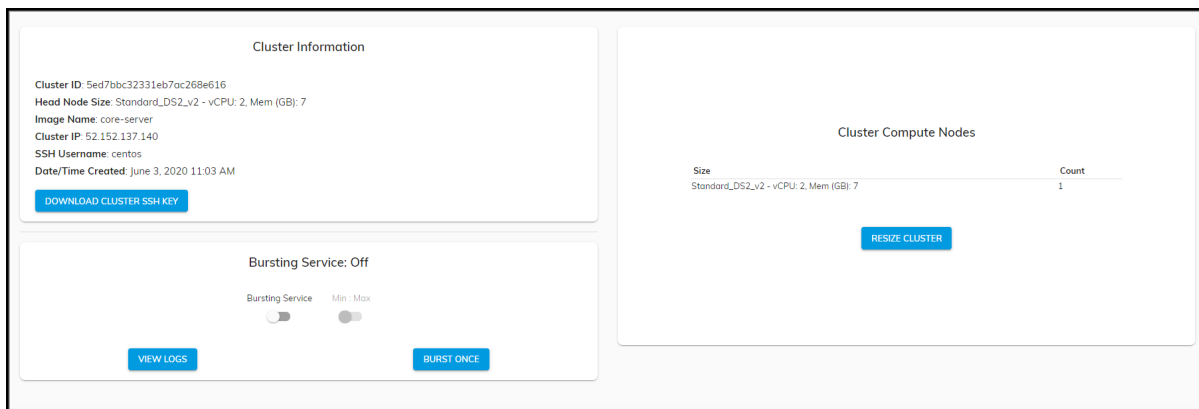 Cluster Information
Cluster ID: 5ed7bbc32331eb7ac268e616
Head Node Size: Standard_DS2_v2 - vCPU: 2, Mem (GB): 7
Image Name: core-server
Cluster IP: 52.152.137.140
SSH Username: centos
Date/Time Created: June 3, 2020 11:03 AM
DOWNLOAD CLUSTER SSH KEY
Bursting Service: Off
Bursting Service Min : Max
VIEW LOGS BURST ONCE
Cluster Compute Nodes
Size Count
Standard_DS2_v2 - vCPU: 2, Mem (GB): 7 1
RESIZE CLUSTER